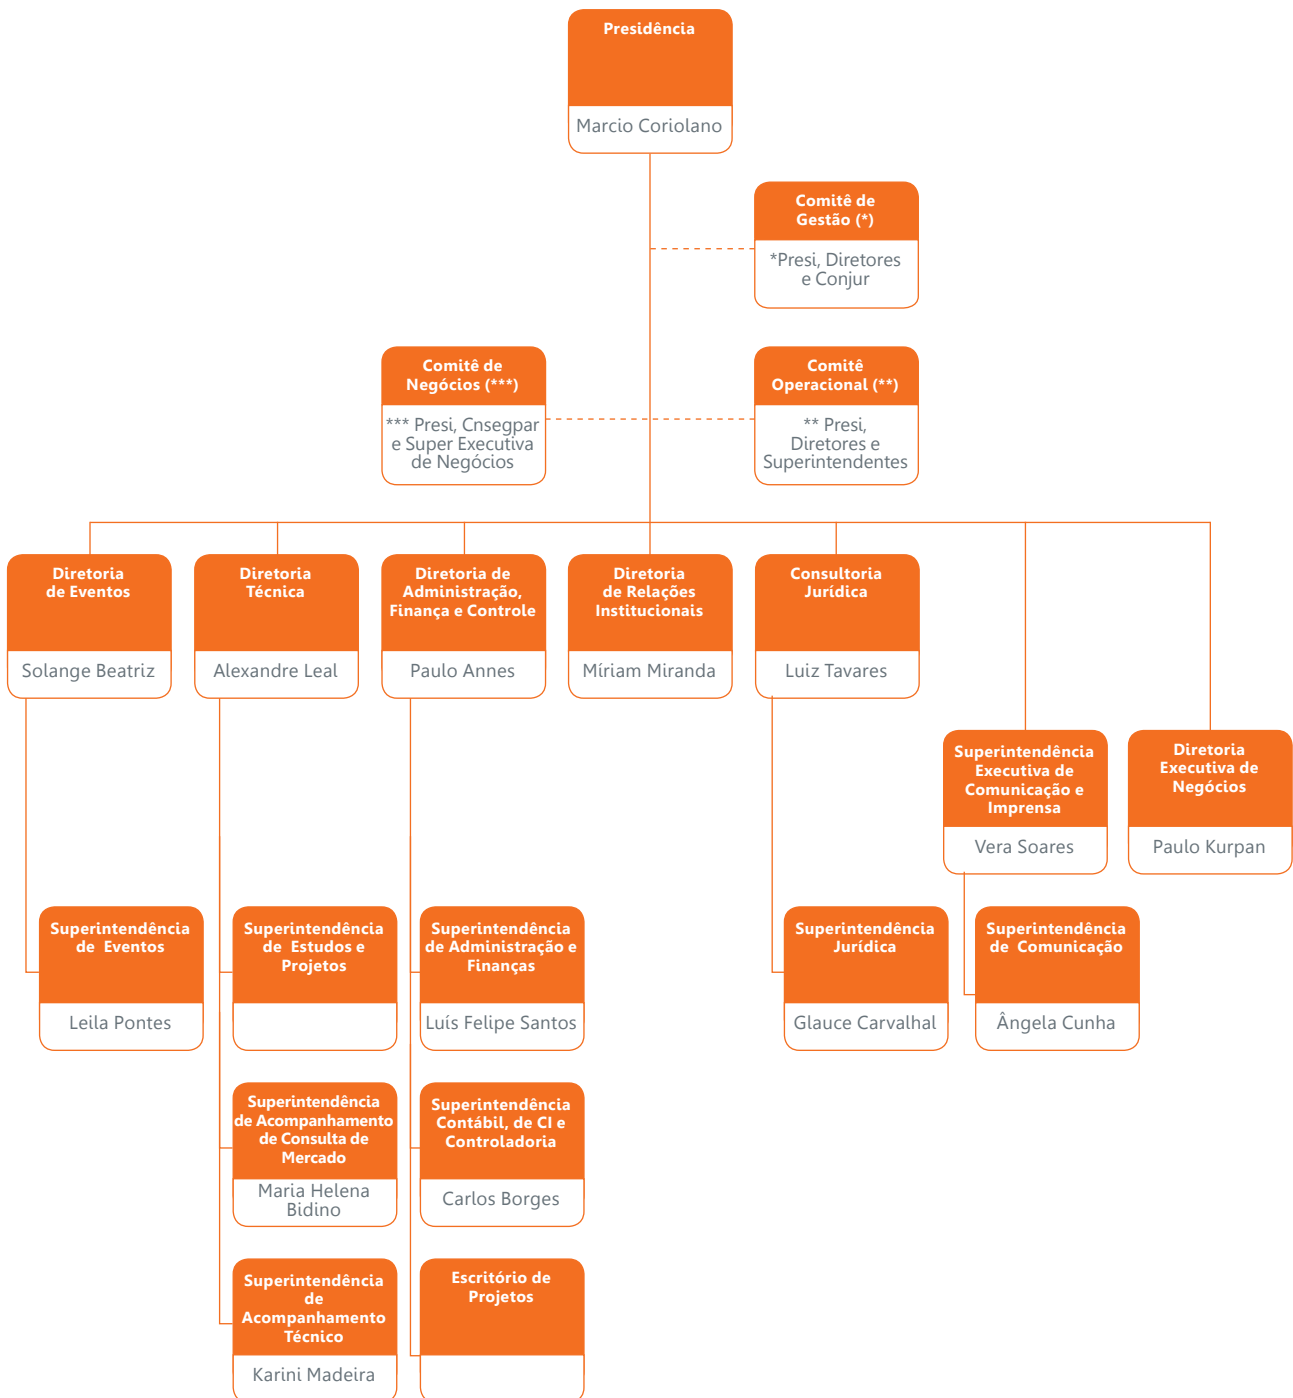 Presidência
Marcio Coriolano
Comitê de
Gestão (*)
*Presi, Diretores
e Conjur
Comitê de
Negócios (***)
*** Presi, Cnsegpar
e Super Executiva
de Negócios
Comitê
Operacional (**)
** Presi,
Diretores e
Superintendentes
Diretoria
de Eventos
Solange Beatriz
Diretoria
Técnica
Alexandre Leal
Diretoria de
Administração,
Finança e Controle
Paulo Annes
Diretoria
de Relações
Institucionais
Míriam Miranda
Consultoria
Jurídica
Luiz Tavares
Superintendência
Executiva de
Comunicação e
Imprensa
Vera Soares
Diretoria
Executiva de
Negócios
Paulo Kurpan
Superintendência
de Eventos
Leila Pontes
Superintendência
de Estudos e
Projetos
Superintendência
de Administração e
Finanças
Luís Felipe Santos
Superintendência
Jurídica
Glauce Carvalhal
Superintendência
de Comunicação
Ângela Cunha
Superintendência
de Acompanhamento
de Consulta de
Mercado
Maria Helena
Bidino
Superintendência
Contábil, de CI e
Controladoria
Carlos Borges
Superintendência
de
Acompanhamento
Técnico
Karini Madeira
Escritório de
Projetos